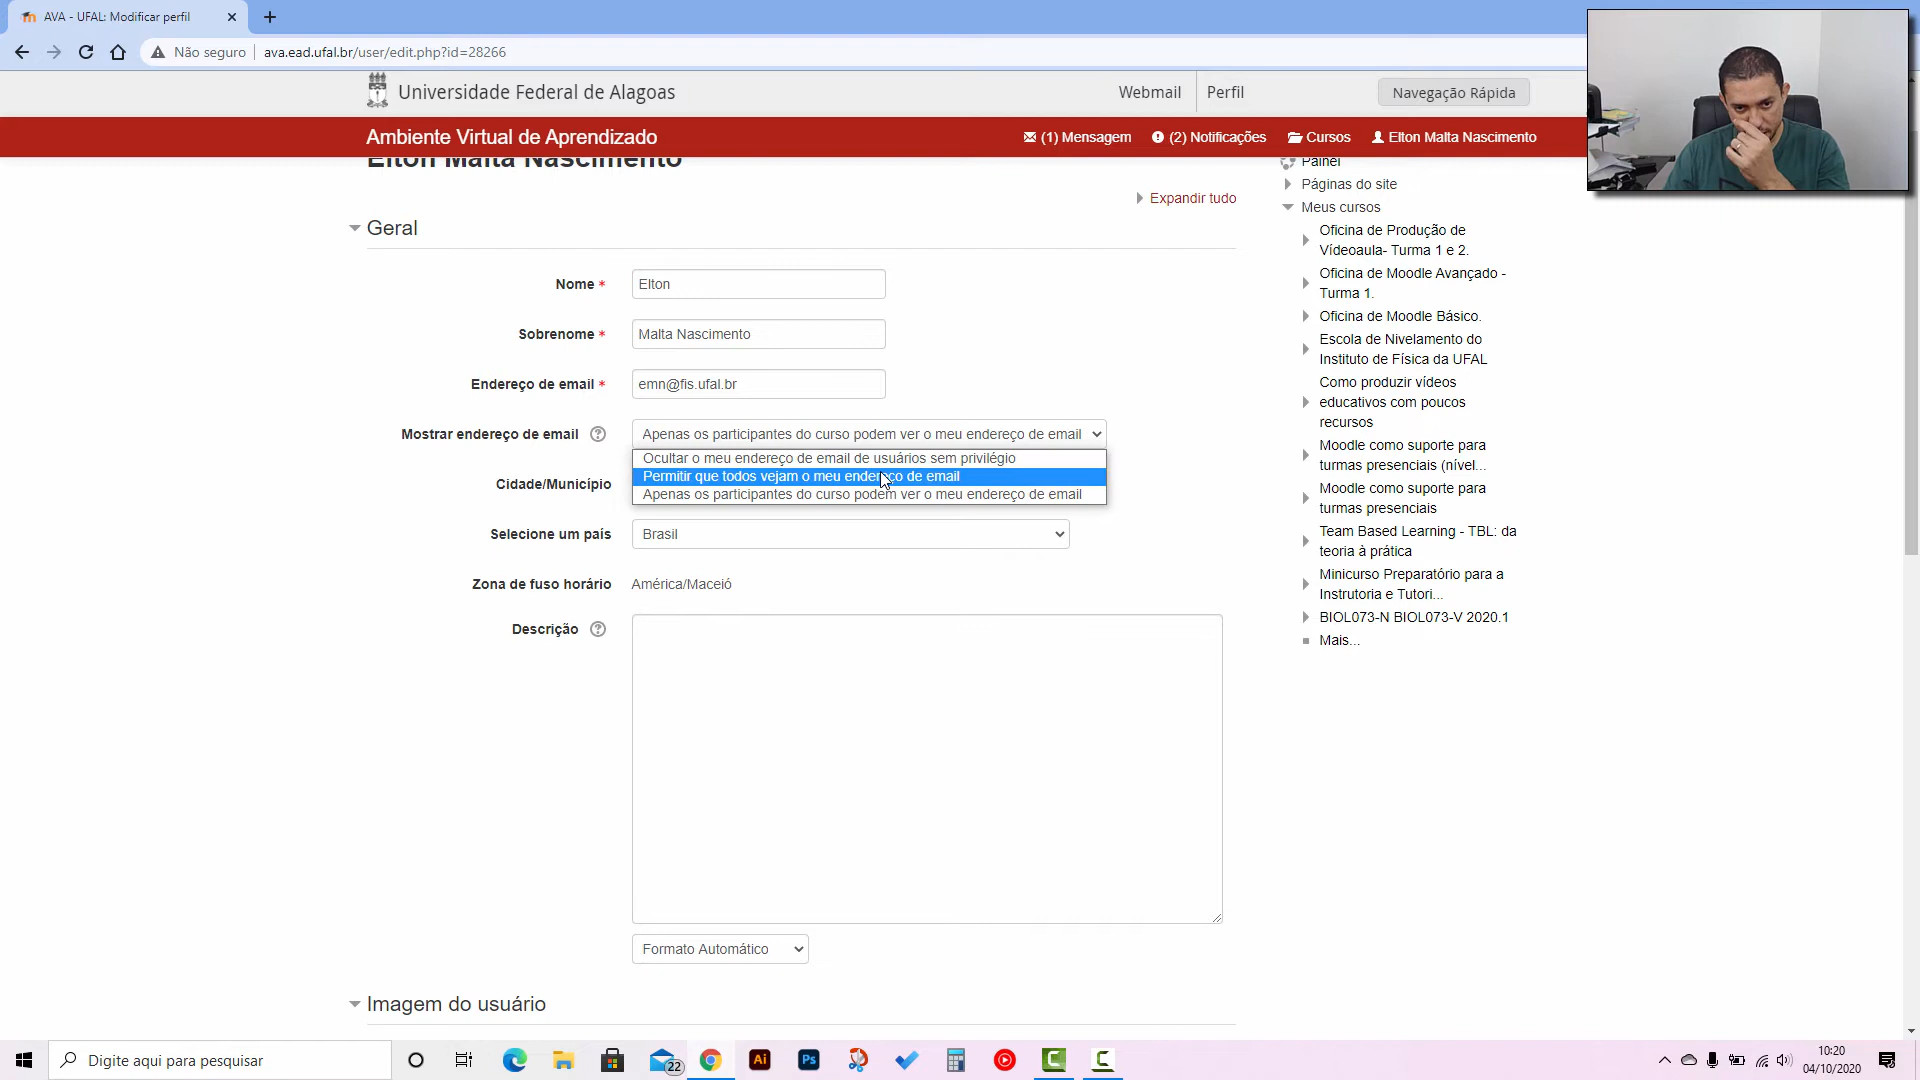 AVA - UFAL: Modificar perfil
Não seguro
ava.ead.ufal.br/user/edit.php?id=28266
Universidade Federal de Alagoas
Webmail
Perfil
Navegação Rápida
Ambiente Virtual de Aprendizado
(1) Mensagem
(2) Notificações
Cursos
Elton Malta Nascimento
Elton Malta Nascimento
Expandir tudo
Geral
Nome *
Elton
Sobrenome *
Malta Nascimento
Endereço de email *
emn@fis.ufal.br
Mostrar endereço de email
Apenas os participantes do curso podem ver o meu endereço de email
Ocultar o meu endereço de email de usuários sem privilégio
Permitir que todos vejam o meu endereço de email
Apenas os participantes do curso podem ver o meu endereço de email
Cidade/Município
Selecione um país
Brasil
Zona de fuso horário
América/Maceió
Descrição
Formato Automático
Imagem do usuário
Painel
Páginas do site
Meus cursos
Oficina de Produção de
Vídeoaula- Turma 1 e 2.
Oficina de Moodle Avançado -
Turma 1.
Oficina de Moodle Básico.
Escola de Nivelamento do
Instituto de Física da UFAL
Como produzir vídeos
educativos com poucos
recursos
Moodle como suporte para
turmas presenciais (nível...
Moodle como suporte para
turmas presenciais
Team Based Learning - TBL: da
teoria à prática
Minicurso Preparatório para a
Instrutoria e Tutori...
BIOL073-N BIOL073-V 2020.1
Mais...
Digite aqui para pesquisar
22
Ai
Ps
10:20
04/10/2020